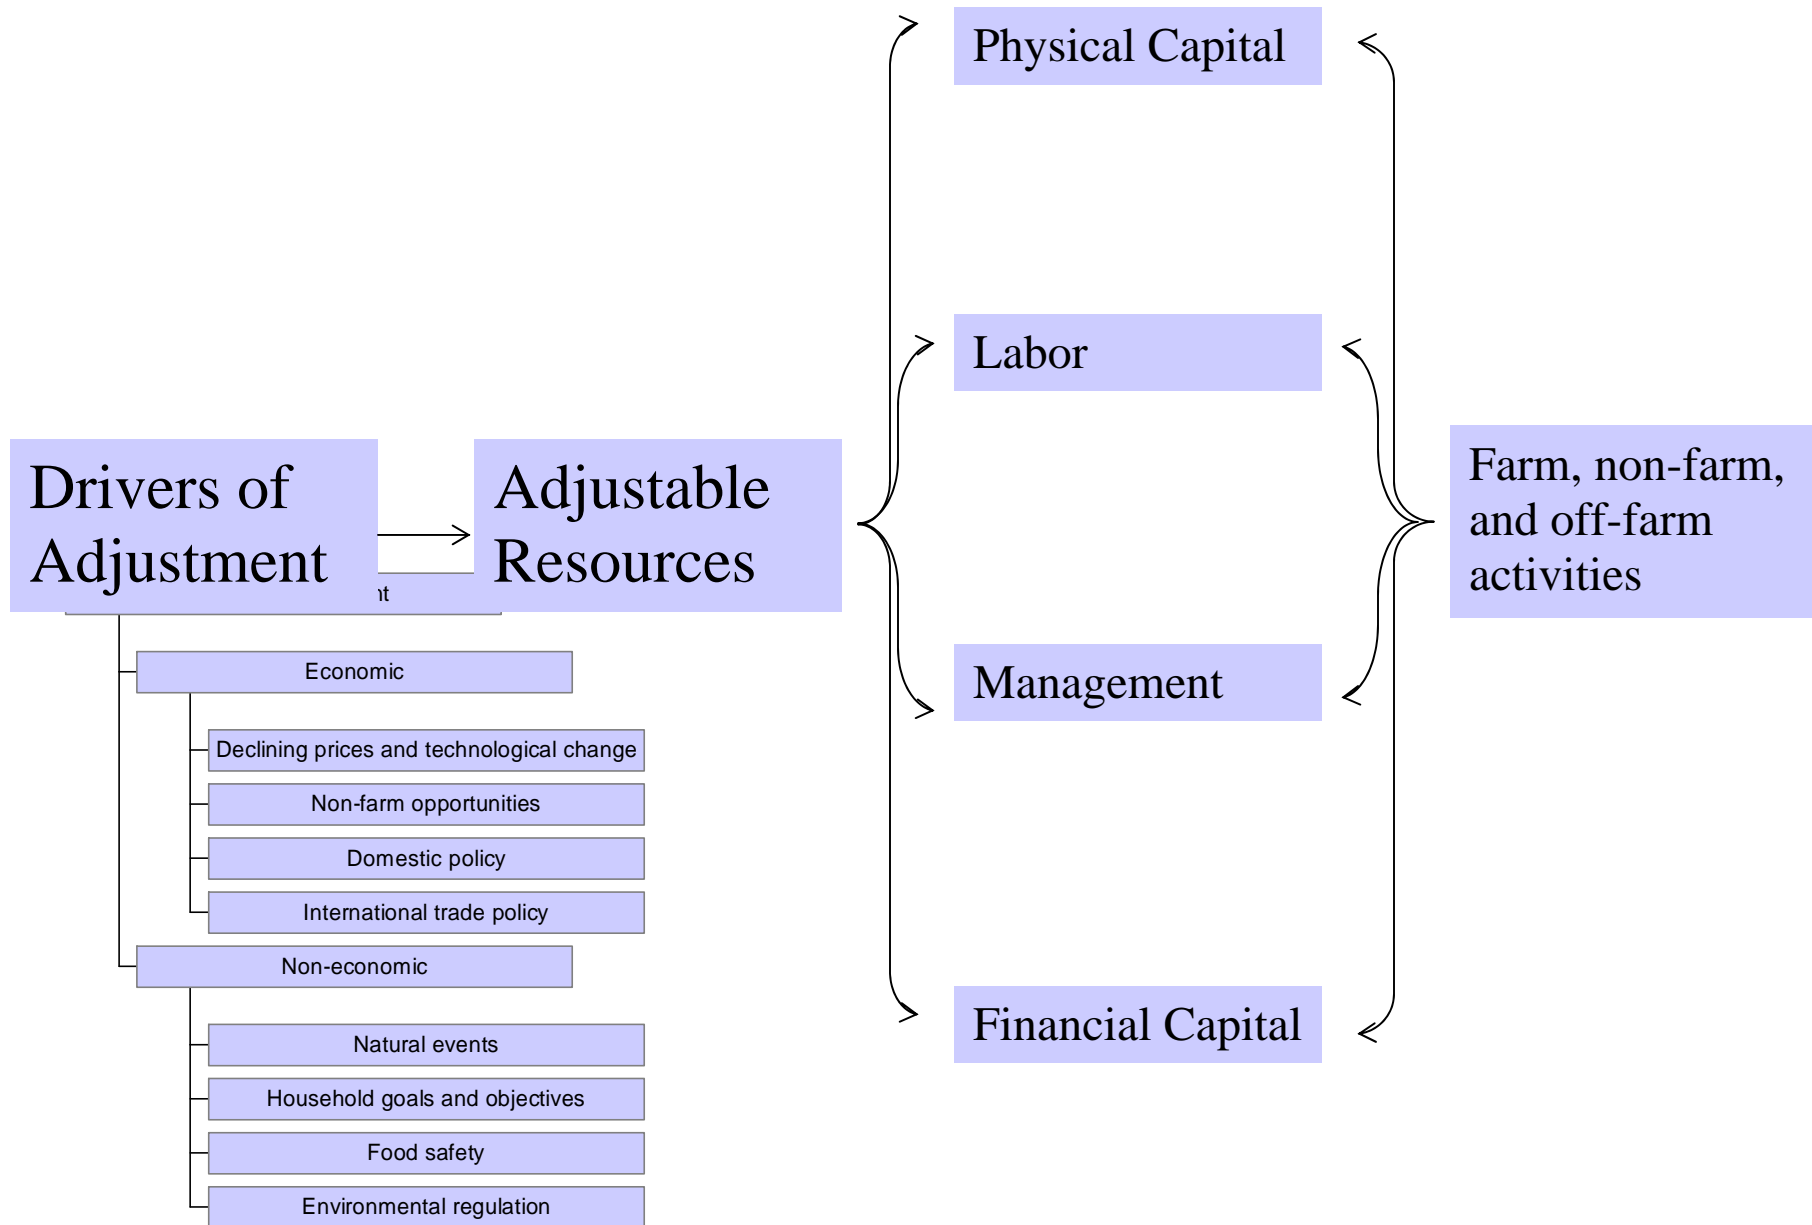 Physical Capital
Labor
Drivers of
Adjustment
Adjustable
Resources
Farm, non-farm,
and off-farm
activities
Economic
Management
Declining prices and technological change
Non-farm opportunities
Domestic policy
International trade policy
Non-economic
Financial Capital
Natural events
Household goals and objectives
Food safety
Environmental regulation